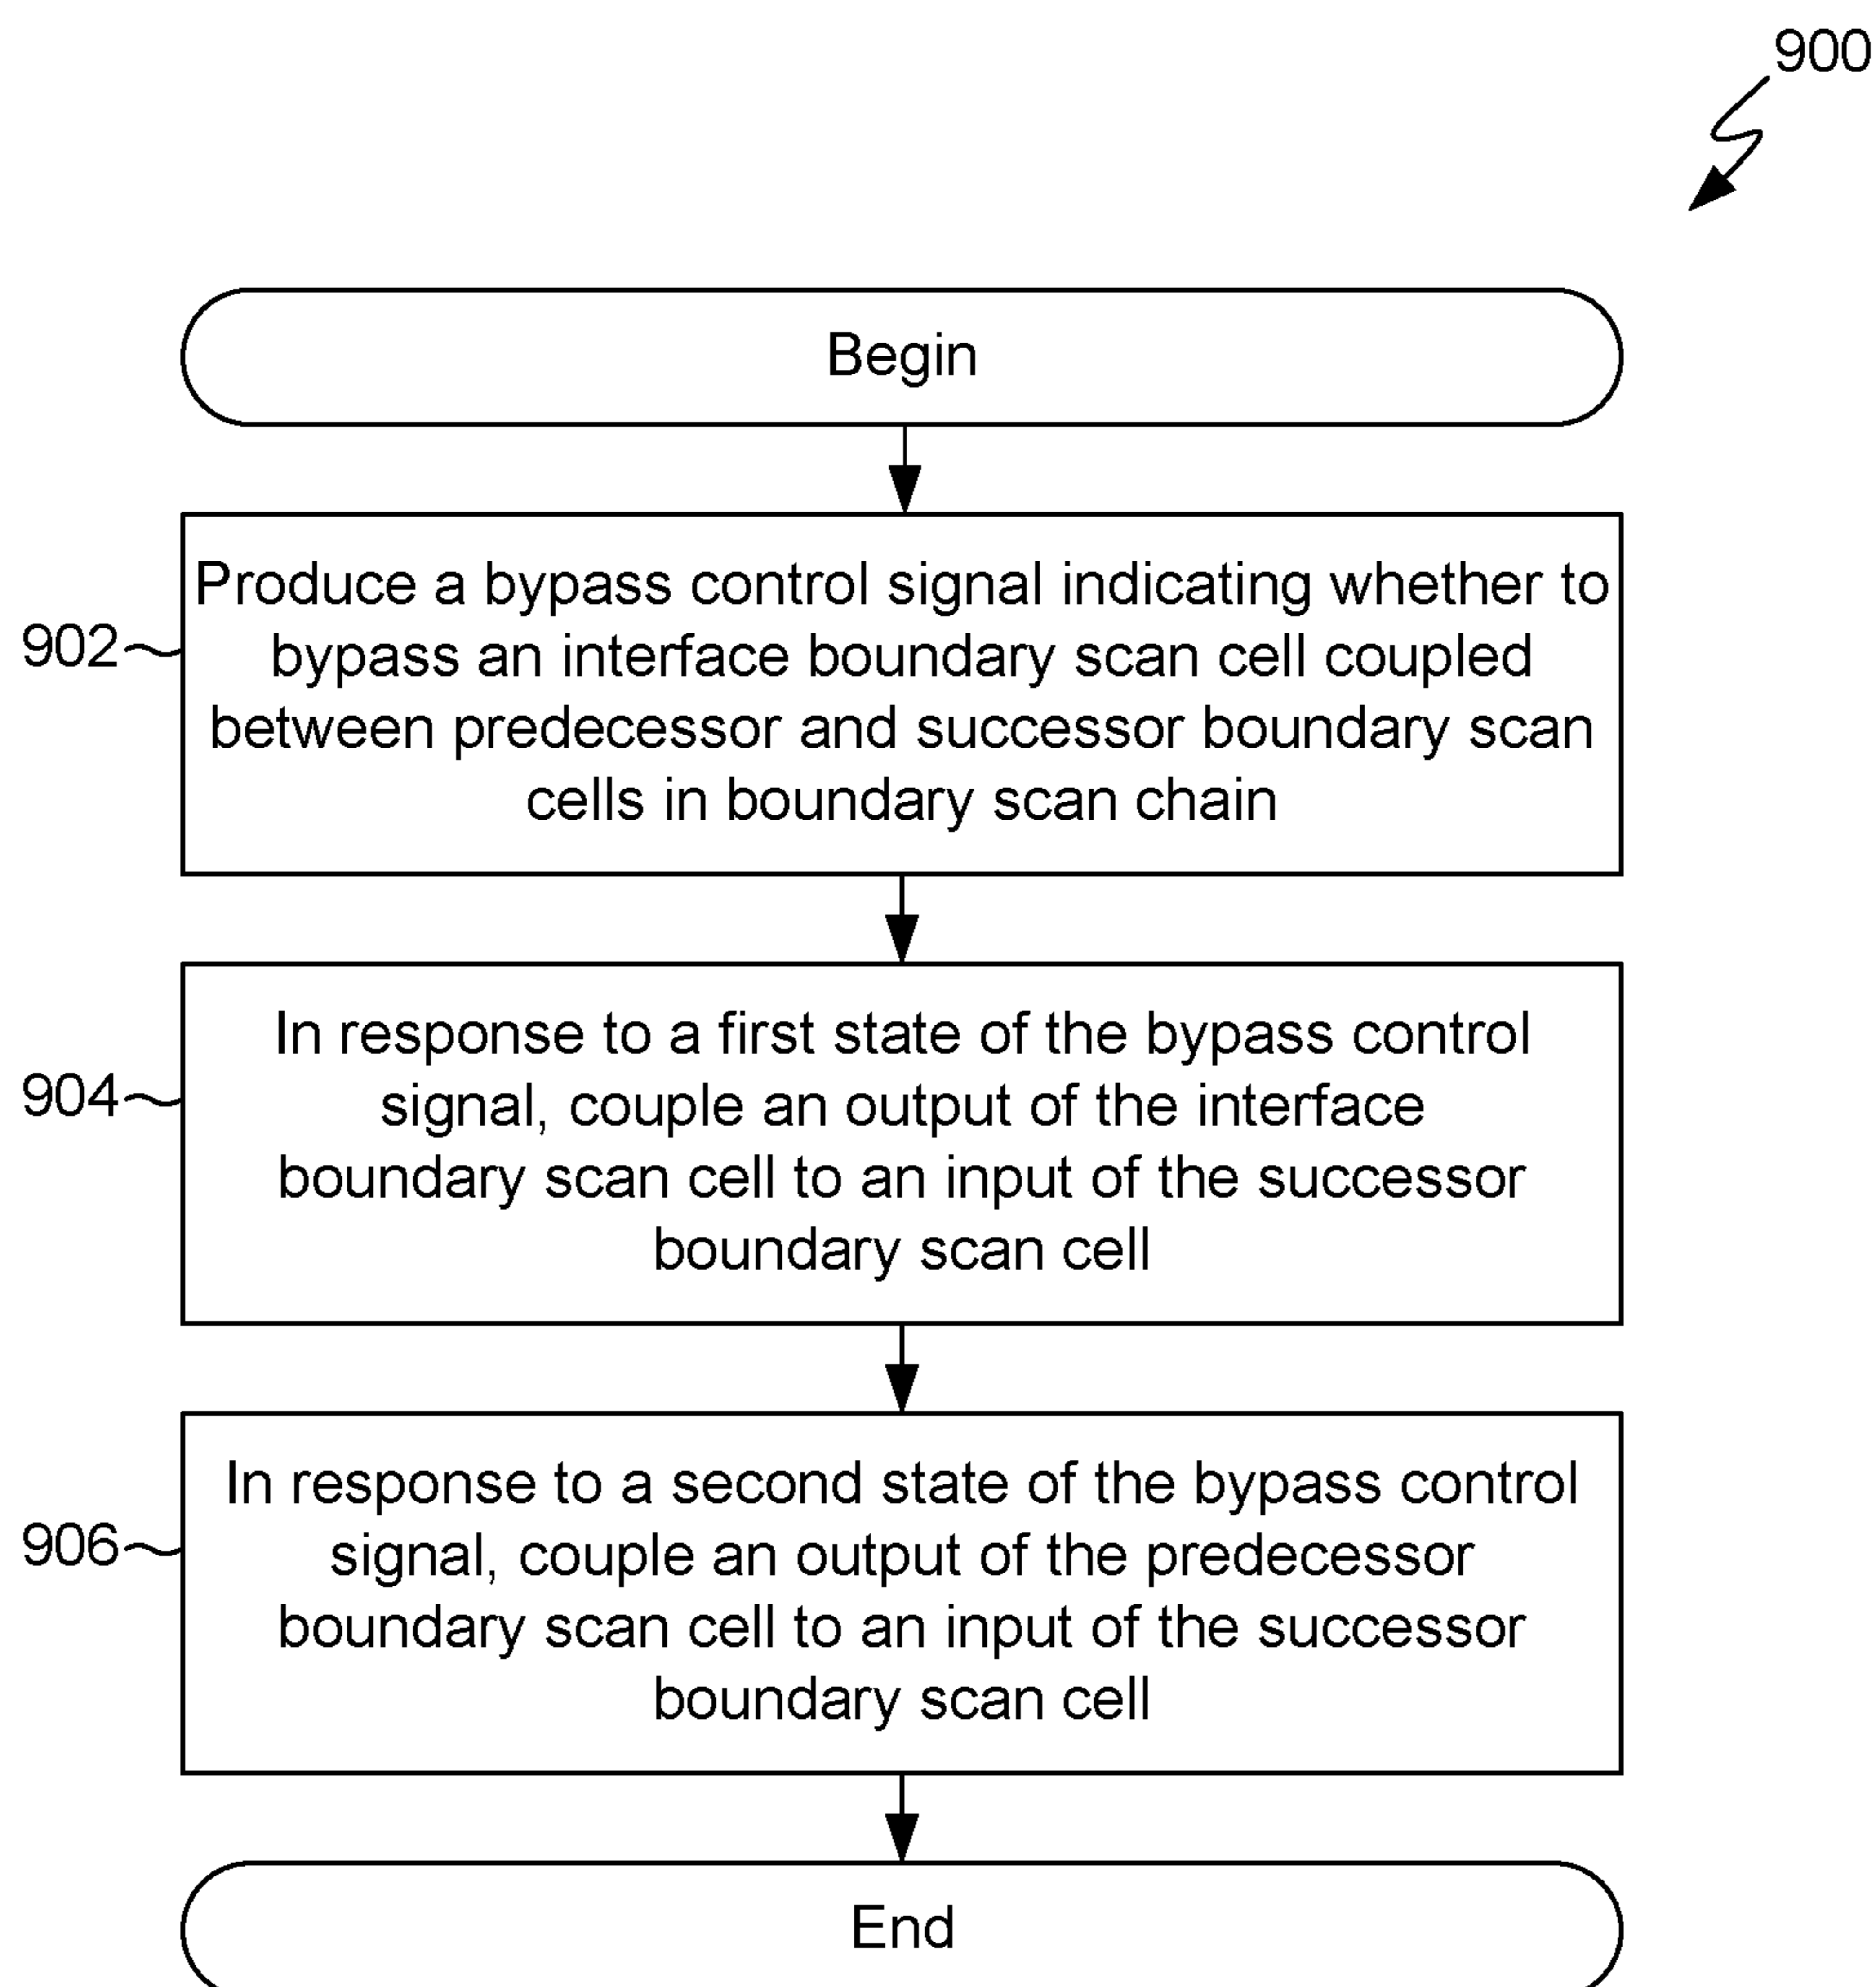 900
Begin
902
Produce a bypass control signal indicating whether to
bypass an interface boundary scan cell coupled
between predecessor and successor boundary scan
cells in boundary scan chain
904
In response to a first state of the bypass control
signal, couple an output of the interface
boundary scan cell to an input of the successor
boundary scan cell
906
In response to a second state of the bypass control
signal, couple an output of the predecessor
boundary scan cell to an input of the successor
boundary scan cell
End